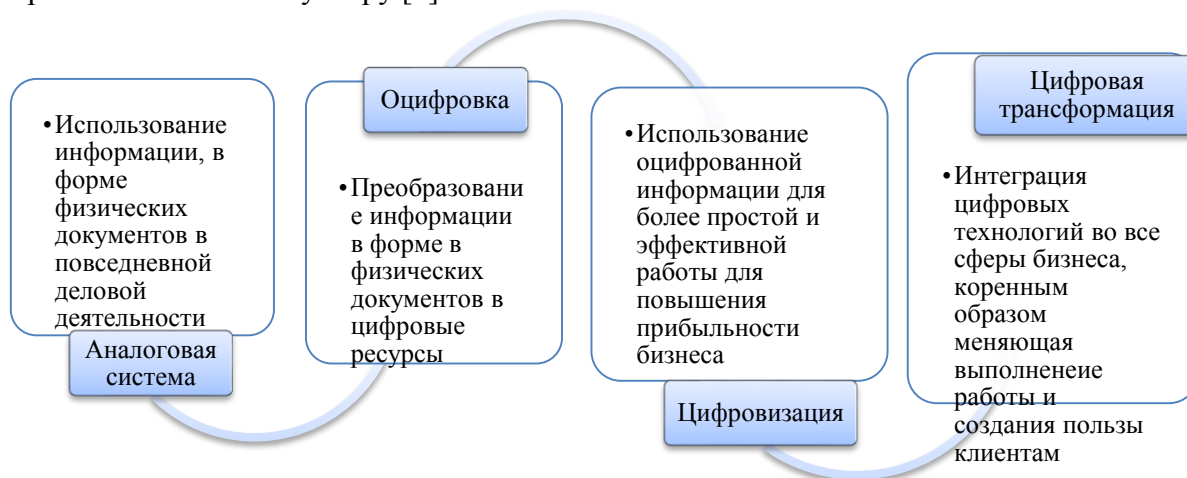 •Использование
информации, в
форме
физических
документов в
повседневной
деловой
деятельности
Аналоговая
система
Оцифровка
•Преобразовани
е информации
в форме в
физических
документов в
цифровые
ресурсы
•Использование
оцифрованной
информации для
более простой и
эффективной
работы для
повышения
прибыльности
бизнеса
Цифровизация
Цифровая
трансформация
•Интеграция
цифровых
технологий во все
сферы бизнеса,
коренным
образом
меняющая
выполненеие
работы и
создания пользы
клиентам